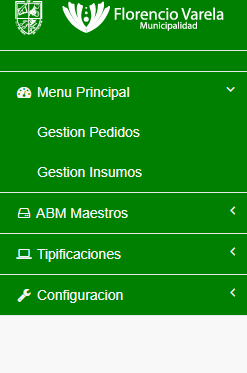 Florencio Varela
Municipalidad
Menu Principal
Gestion Pedidos
Gestion Insumos
ABM Maestros
Tipificaciones
Configuracion